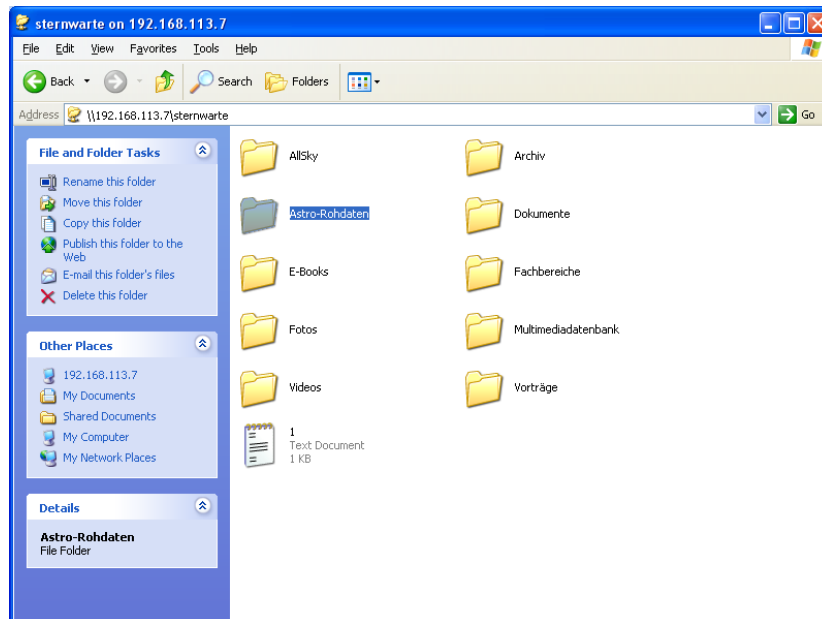 sternwarte on 192.168.113.7
File Edit View Favorites Tools Help
Back Search Folders
Address \\192.168.113.7\sternwarte Go
File and Folder Tasks
Rename this folder
Move this folder
Copy this folder
Publish this folder to the
Web
E-mail this folder's files
Delete this folder
Other Places
192.168.113.7
My Documents
Shared Documents
My Computer
My Network Places
Details
Astro-Rohdaten
File Folder
AllSky Archiv
Astro-Rohdaten Dokumente
E-Books Fachbereiche
Fotos Multimediadatenbank
Videos Vorträge
1
Text Document
1 KB